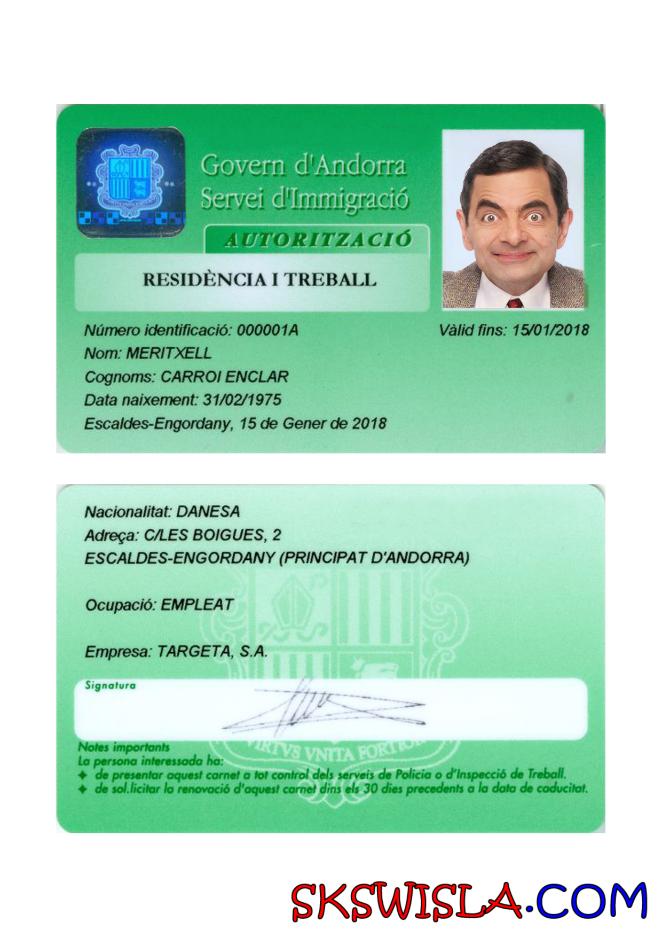 Govern d'Andorra
Servei d'Immigració
AUTORITZACIÓ
RESIDÈNCIA I TREBALL
Número identificació: 000001A
Vàlid fins: 15/01/2018
Nom: MERITXELL
Cognoms: CARROI ENCLAR
Data naixement: 31/02/1975
Escaldes-Engordany, 15 de Gener de 2018
Nacionalitat: DANESA
Adreça: C/LES BOIGUES, 2
ESCALDES-ENGORDANY (PRINCIPAT D'ANDORRA)
Ocupació: EMPLEAT
Empresa: TARGETA, S.A.
Signatura
VIRTVS VNITA FORTIOR
Notes importants
La persona interessada ha:
✦ de presentar aquest carnet a tot control dels serveis de Policia o d'Inspecció de Treball.
✦ de sol.licitar la renovació d'aquest carnet dins els 30 dies precedents a la data de caducitat.
SKSWISLA.COM